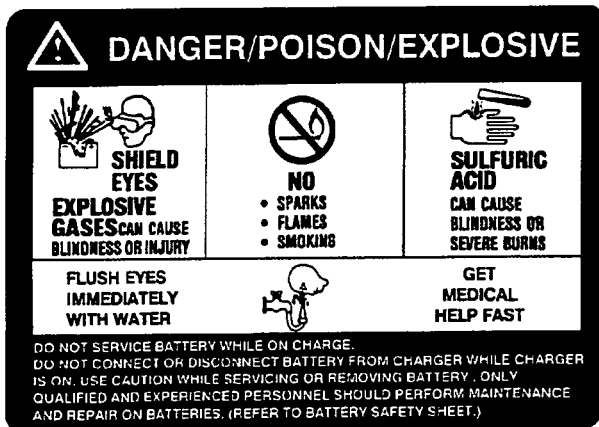 DANGER/POISON/EXPLOSIVE
SHIELD
EYES
EXPLOSIVE
GASES CAN CAUSE
BLINDNESS OR INJURY
NO
• SPARKS
• FLAMES
• SMOKING
SULFURIC
ACID
CAN CAUSE
BLINDNESS OR
SEVERE BURNS
FLUSH EYES
IMMEDIATELY
WITH WATER
GET
MEDICAL
HELP FAST
DO NOT SERVICE BATTERY WHILE ON CHARGE.
DO NOT CONNECT OR DISCONNECT BATTERY FROM CHARGER WHILE CHARGER
IS ON. USE CAUTION WHILE SERVICING OR REMOVING BATTERY. ONLY
QUALIFIED AND EXPERIENCED PERSONNEL SHOULD PERFORM MAINTENANCE
AND REPAIR ON BATTERIES. (REFER TO BATTERY SAFETY SHEET.)